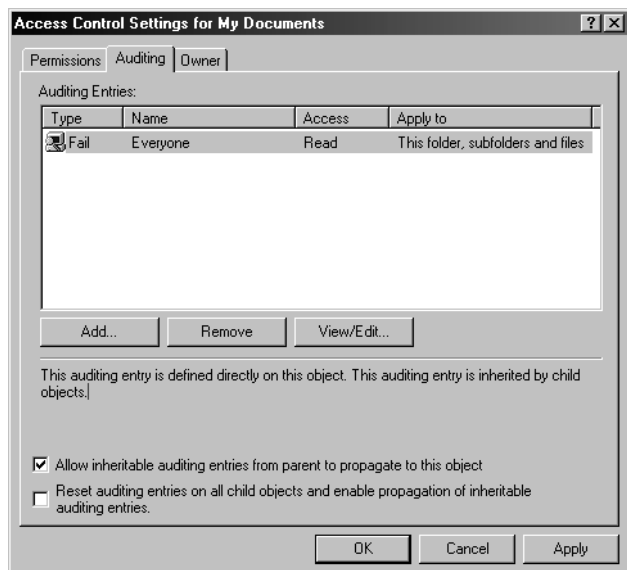 Access Control Settings for My Documents
Permissions Auditing Owner
Auditing Entries:
Type Name Access Apply to
Fail Everyone Read This folder, subfolders and files
Add... Remove View/Edit...
This auditing entry is defined directly on this object. This auditing entry is inherited by child
objects.
Allow inheritable auditing entries from parent to propagate to this object
Reset auditing entries on all child objects and enable propagation of inheritable
auditing entries.
OK Cancel Apply